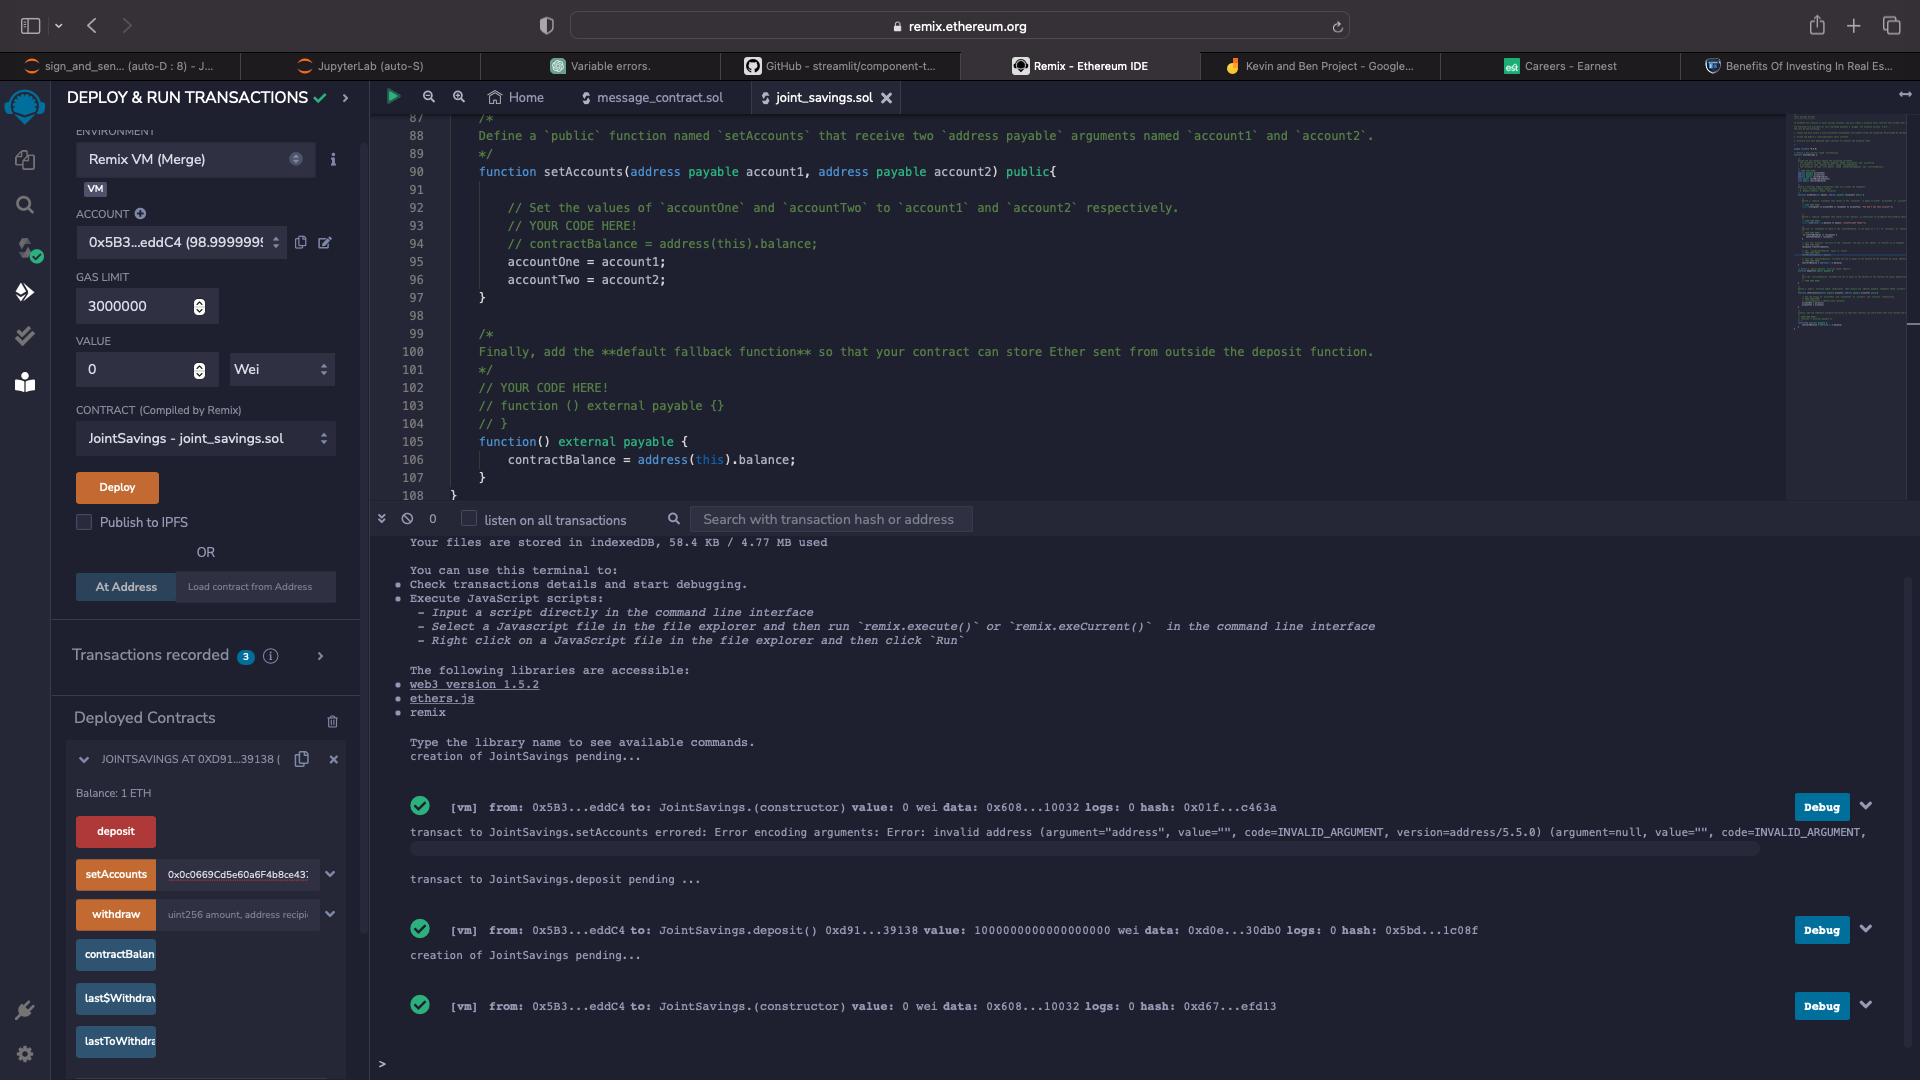 remix.ethereum.org
sign_and_sen... (auto-D : 8) - J...
JupyterLab (auto-S)
Variable errors.
GitHub - streamlit/component-t...
Remix - Ethereum IDE
Kevin and Ben Project - Google...
Careers - Earnest
Benefits Of Investing In Real Es...
DEPLOY & RUN TRANSACTIONS
Home
message_contract.sol
joint_savings.sol
ENVIRONMENT
Remix VM (Merge)
VM
ACCOUNT
0x5B3...eddC4 (98.9999999
GAS LIMIT
3000000
VALUE
0
Wei
CONTRACT (Compiled by Remix)
JointSavings - joint_savings.sol
Deploy
Publish to IPFS
OR
At Address
Load contract from Address
Transactions recorded 3
Deployed Contracts
JOINTSAVINGS AT 0XD91...39138 (
Balance: 1 ETH
deposit
setAccounts
0x0c0669Cd5e60a6F4b8ce437
withdraw
uint256 amount, address recipi
contractBalan
last$Withdraw
lastToWithdra
87 /*
88 Define a `public` function named `setAccounts` that receive two `address payable` arguments named `account1` and `account2`.
89 */
90 function setAccounts(address payable account1, address payable account2) public{
91
92 // Set the values of `accountOne` and `accountTwo` to `account1` and `account2` respectively.
93 // YOUR CODE HERE!
94 // contractBalance = address(this).balance;
95 accountOne = account1;
96 accountTwo = account2;
97 }
98
99 /*
100 Finally, add the **default fallback function** so that your contract can store Ether sent from outside the deposit function.
101 */
102 // YOUR CODE HERE!
103 // function () external payable {}
104 // }
105 function() external payable {
106 contractBalance = address(this).balance;
107 }
108 }
0
listen on all transactions
Search with transaction hash or address
Your files are stored in indexedDB, 58.4 KB / 4.77 MB used
You can use this terminal to:
Check transactions details and start debugging.
Execute JavaScript scripts:
- Input a script directly in the command line interface
- Select a Javascript file in the file explorer and then run `remix.execute()` or `remix.exeCurrent()` in the command line interface
- Right click on a JavaScript file in the file explorer and then click `Run`
The following libraries are accessible:
web3 version 1.5.2
ethers.js
remix
Type the library name to see available commands.
creation of JointSavings pending...
[vm] from: 0x5B3...eddC4 to: JointSavings.(constructor) value: 0 wei data: 0x608...10032 logs: 0 hash: 0x01f...c463a
Debug
transact to JointSavings.setAccounts errored: Error encoding arguments: Error: invalid address (argument="address", value="", code=INVALID_ARGUMENT, version=address/5.5.0) (argument=null, value="", code=INVALID_ARGUMENT,
transact to JointSavings.deposit pending ...
[vm] from: 0x5B3...eddC4 to: JointSavings.deposit() 0xd91...39138 value: 1000000000000000000 wei data: 0xd0e...30db0 logs: 0 hash: 0x5bd...1c08f
Debug
creation of JointSavings pending...
[vm] from: 0x5B3...eddC4 to: JointSavings.(constructor) value: 0 wei data: 0x608...10032 logs: 0 hash: 0xd67...efd13
Debug
>